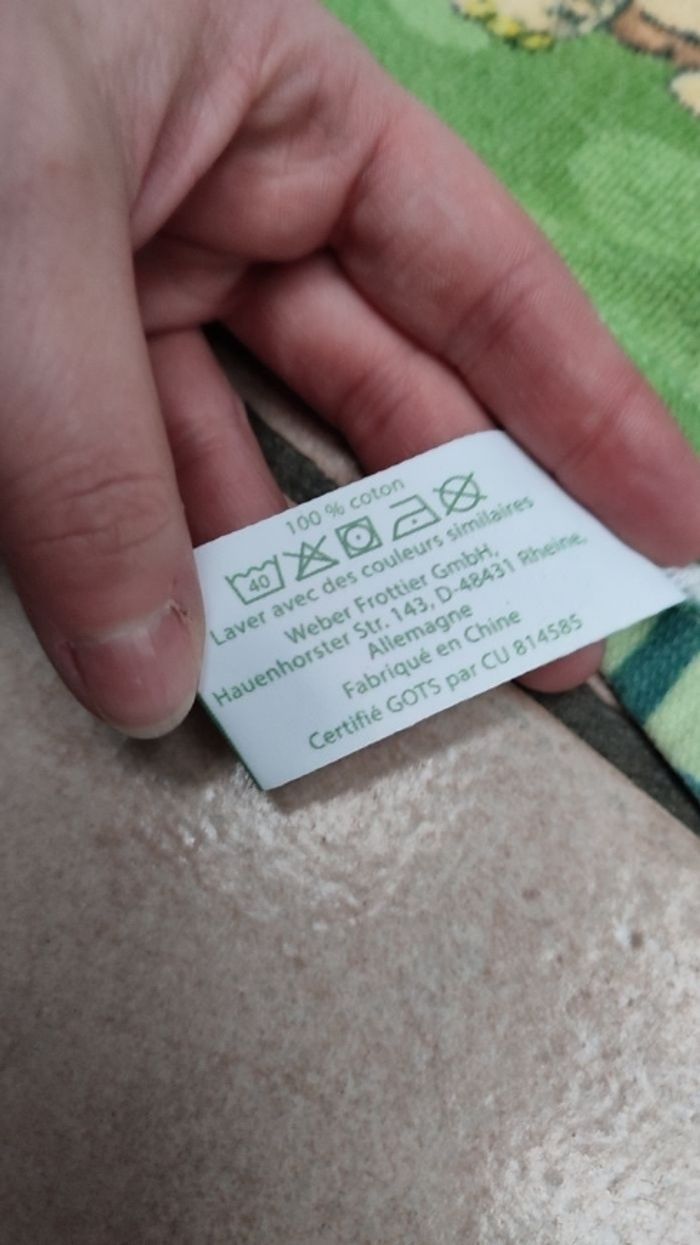 100 % coton
40
Laver avec des couleurs similaires
Weber Frottier GmbH,
Hauenhorster Str. 143, D-48431 Rheine,
Allemagne
Fabriqué en Chine
Certifié GOTS par CU 814585